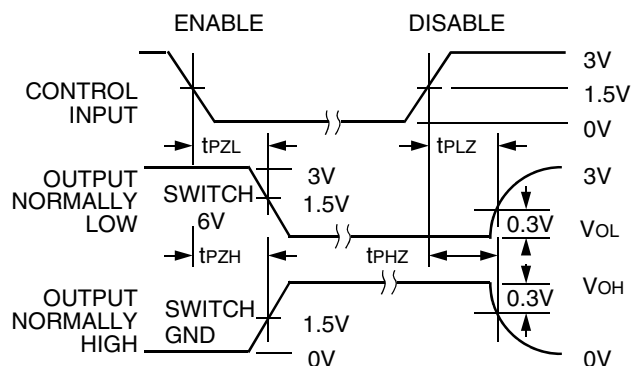 ENABLE DISABLE
3V
CONTROL INPUT
1.5V
0V
tPZL tPLZ
OUTPUT NORMALLY LOW
SWITCH 6V
3V
1.5V
3V
0.3V
VOL
tPZH tPHZ
OUTPUT NORMALLY HIGH
SWITCH GND
1.5V
0V
VOH
0.3V
0V